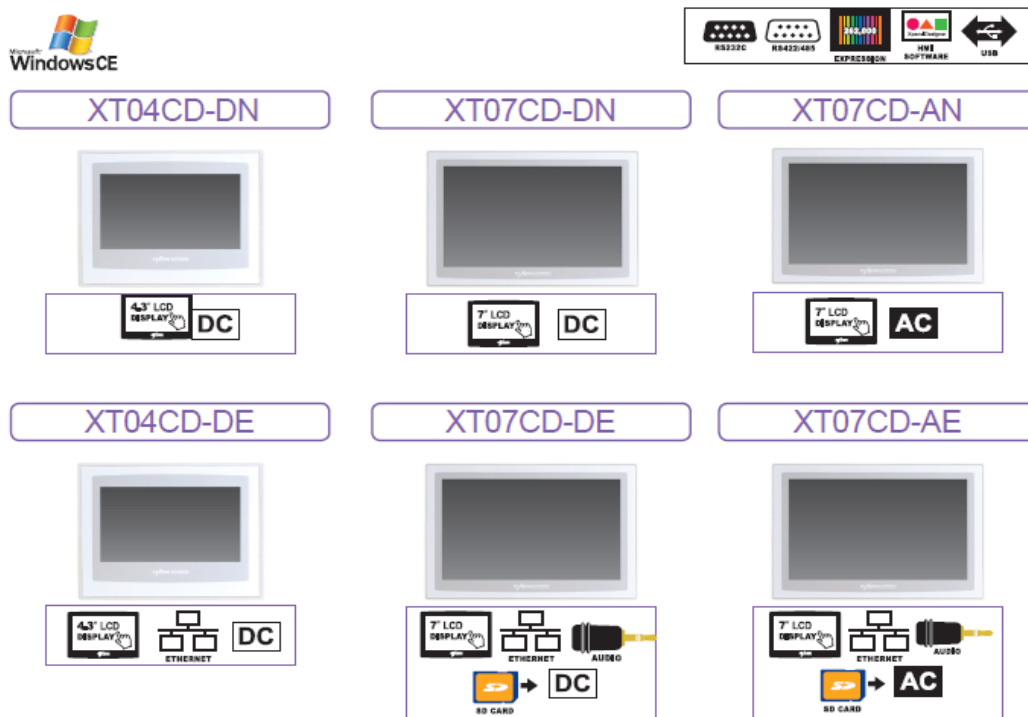 Microsoft
Windows CE
RS232C
RS422/485
262,000
EXPRESSION
XpanelDesigner
HMI
SOFTWARE
USB
XT04CD-DN
XT07CD-DN
XT07CD-AN
4.3" LCD
DISPLAY
DC
7" LCD
DISPLAY
DC
7" LCD
DISPLAY
AC
XT04CD-DE
XT07CD-DE
XT07CD-AE
4.3" LCD
DISPLAY
ETHERNET
DC
7" LCD
DISPLAY
ETHERNET
AUDIO
SD
SD CARD
DC
7" LCD
DISPLAY
ETHERNET
AUDIO
SD
SD CARD
AC